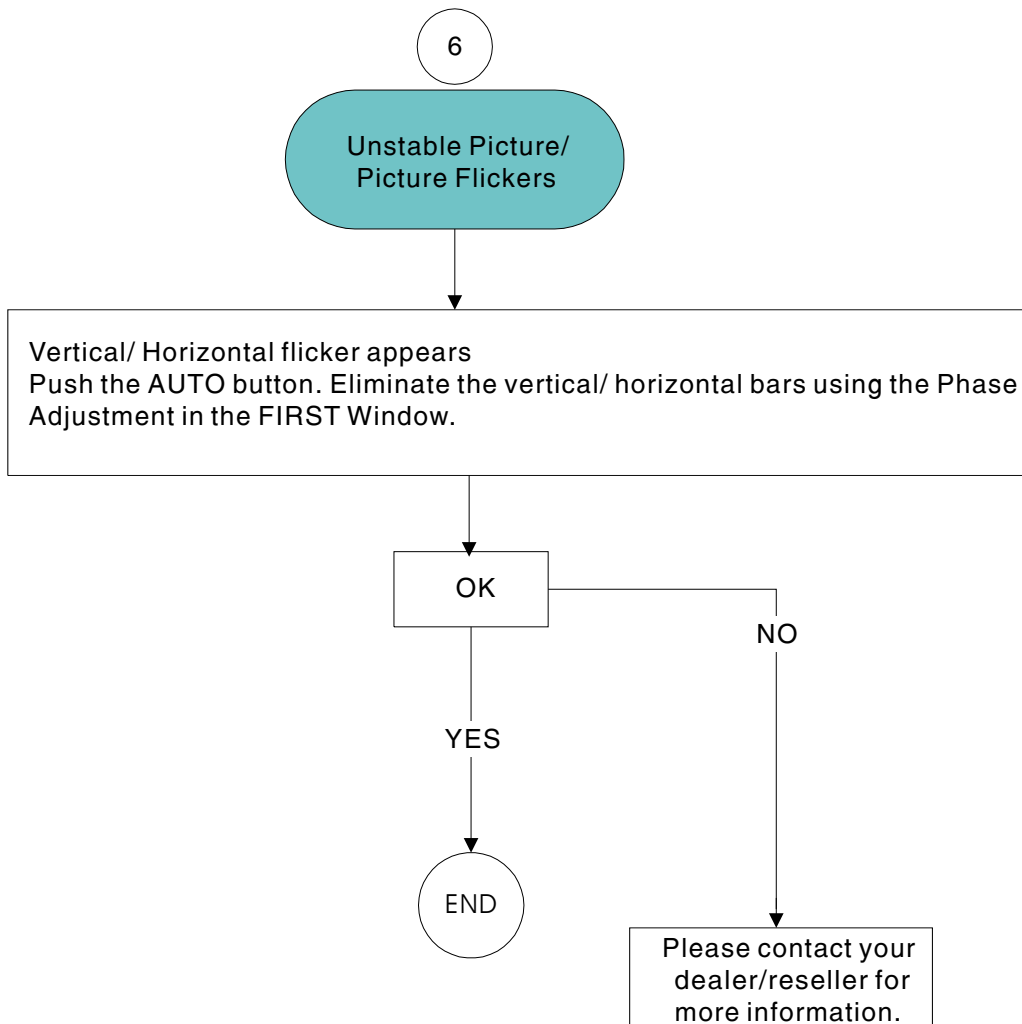 6
Unstable Picture/
Picture Flickers
Vertical/ Horizontal flicker appears
Push the AUTO button. Eliminate the vertical/ horizontal bars using the Phase
Adjustment in the FIRST Window.
OK
NO
YES
END
Please contact your
dealer/reseller for
more information.